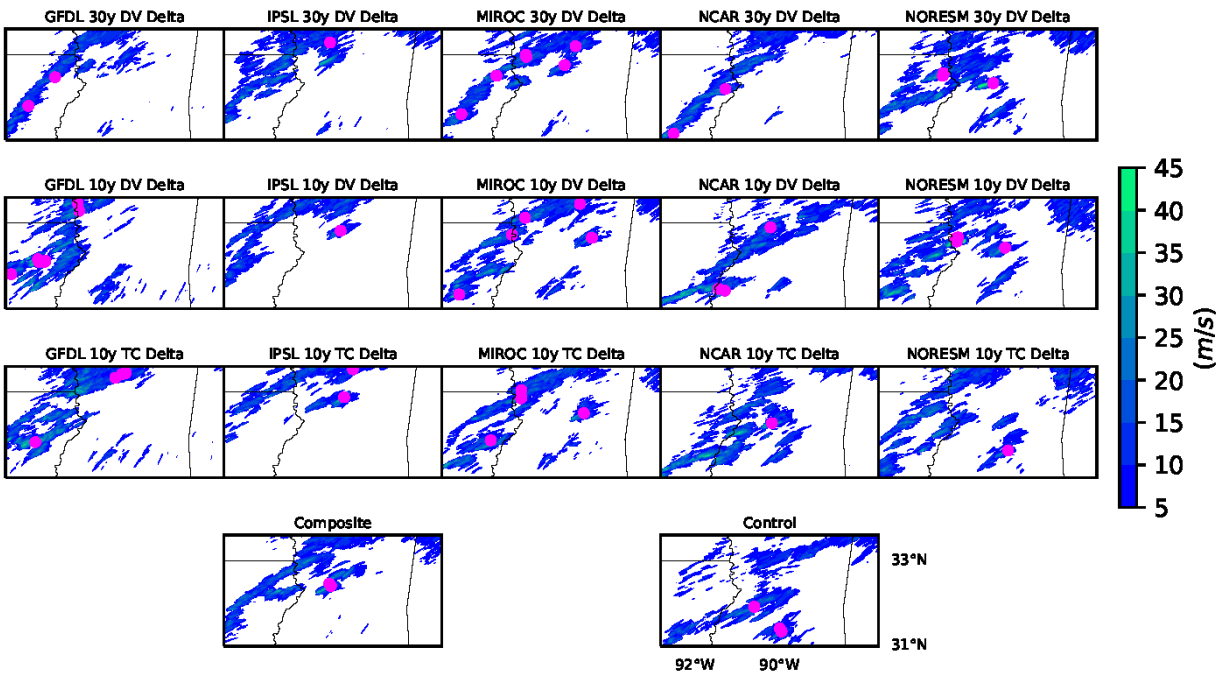 GFDL 30y DV Delta
IPSL 30y DV Delta
MIROC 30y DV Delta
NCAR 30y DV Delta
NORESM 30y DV Delta
GFDL 10y DV Delta
IPSL 10y DV Delta
MIROC 10y DV Delta
NCAR 10y DV Delta
NORESM 10y DV Delta
GFDL 10y TC Delta
IPSL 10y TC Delta
MIROC 10y TC Delta
NCAR 10y TC Delta
NORESM 10y TC Delta
Composite
Control
33°N
31°N
92°W
90°W
45
40
35
30
25
20
15
10
5
(m/s)